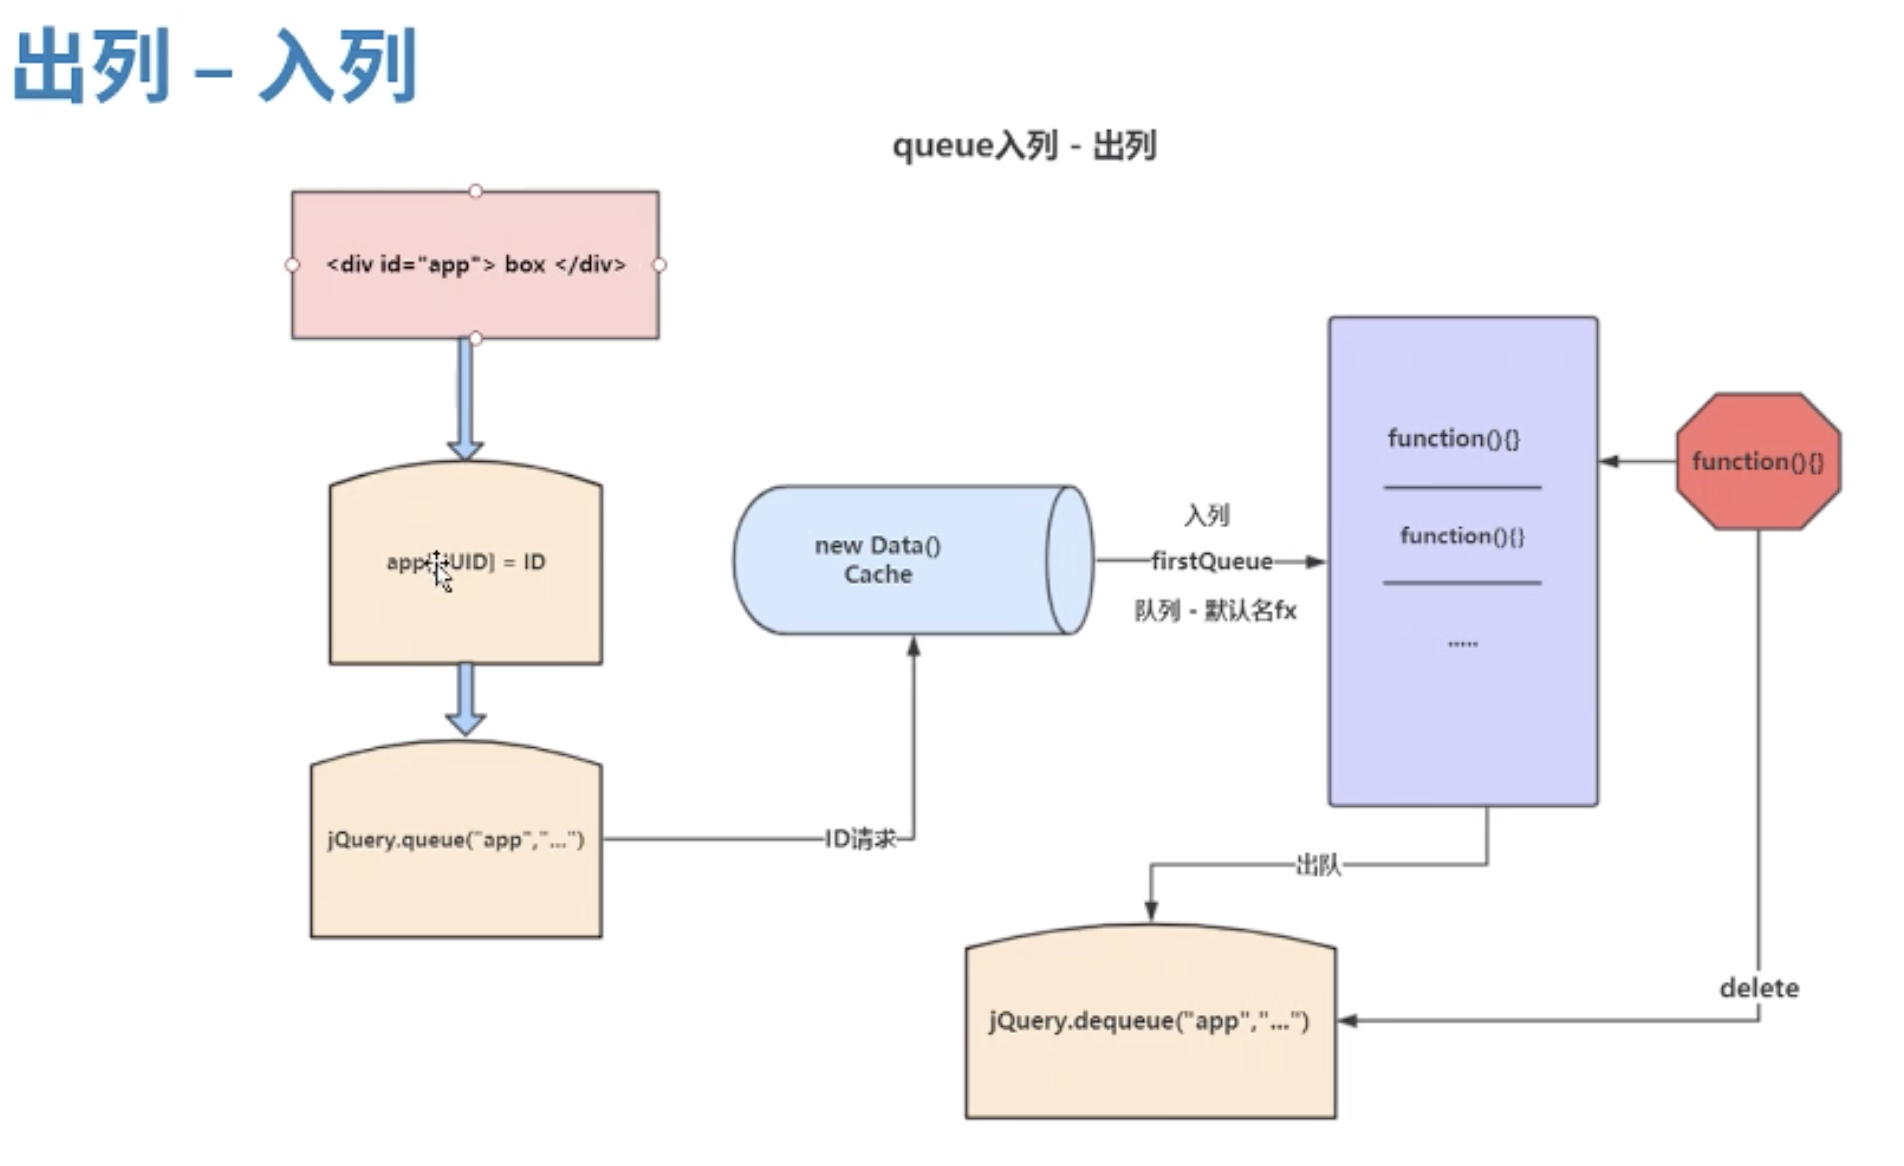 出列 – 入列
queue入列 - 出列
<div id="app"> box </div>
UID] = ID
jQuery.queue("app","...")
ID请求
new Data()
Cache
入列
firstQueue
队列 - 默认名fx
function(){}
function(){}
.....
function(){}
出队
delete
jQuery.dequeue("app","...")